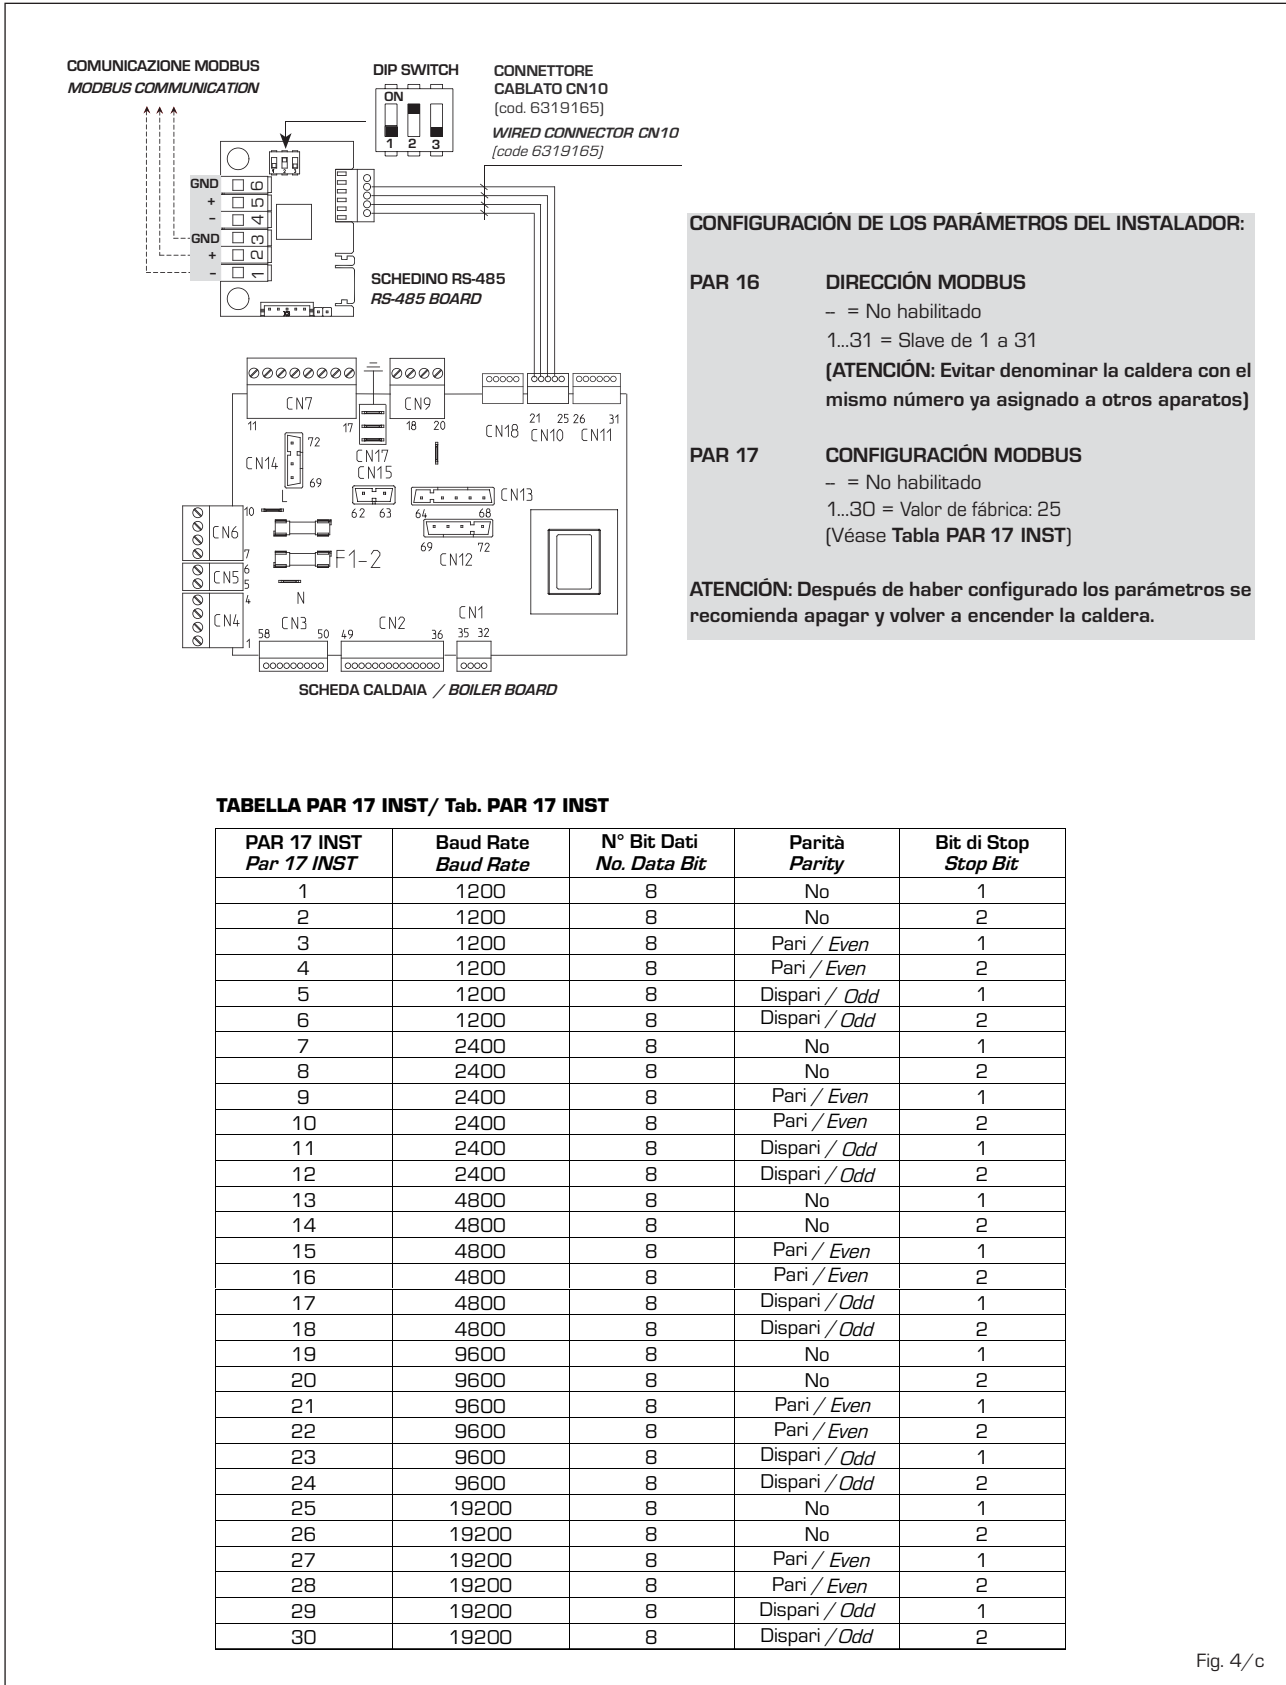 COMUNICAZIONE MODBUS
MODBUS COMMUNICATION
DIP SWITCH
ON
1 2 3
CONNETTORE
CABLATO CN10
(cod. 6319165)
WIRED CONNECTOR CN10
(code 6319165)
1 2 3
GND 6
+ 5
- 4
GND 3
+ 2
- 1
SCHEDINO RS-485
RS-485 BOARD
CN7
11 17
CN9
18 20
CN17
CN18
21 25
CN10
26 31
CN11
CN14
72
69
CN15
62 63
CN13
64 68
CN12
69 72
L
10
CN6
7
F1-2
6
CN5
5
N
4
CN4
1
CN3
58 50
CN2
49 36
CN1
35 32
SCHEDA CALDAIA / BOILER BOARD
CONFIGURACIÓN DE LOS PARÁMETROS DEL INSTALADOR:
PAR 16 DIRECCIÓN MODBUS
-- = No habilitado
1...31 = Slave de 1 a 31
(ATENCIÓN: Evitar denominar la caldera con el
mismo número ya asignado a otros aparatos)
PAR 17 CONFIGURACIÓN MODBUS
-- = No habilitado
1...30 = Valor de fábrica: 25
(Véase Tabla PAR 17 INST)
ATENCIÓN: Después de haber configurado los parámetros se
recomienda apagar y volver a encender la caldera.
TABELLA PAR 17 INST/ Tab. PAR 17 INST
PAR 17 INST Baud Rate N° Bit Dati Parità Bit di Stop
Par 17 INST Baud Rate No. Data Bit Parity Stop Bit
1 1200 8 No 1
2 1200 8 No 2
3 1200 8 Pari / Even 1
4 1200 8 Pari / Even 2
5 1200 8 Dispari / Odd 1
6 1200 8 Dispari / Odd 2
7 2400 8 No 1
8 2400 8 No 2
9 2400 8 Pari / Even 1
10 2400 8 Pari / Even 2
11 2400 8 Dispari / Odd 1
12 2400 8 Dispari / Odd 2
13 4800 8 No 1
14 4800 8 No 2
15 4800 8 Pari / Even 1
16 4800 8 Pari / Even 2
17 4800 8 Dispari / Odd 1
18 4800 8 Dispari / Odd 2
19 9600 8 No 1
20 9600 8 No 2
21 9600 8 Pari / Even 1
22 9600 8 Pari / Even 2
23 9600 8 Dispari / Odd 1
24 9600 8 Dispari / Odd 2
25 19200 8 No 1
26 19200 8 No 2
27 19200 8 Pari / Even 1
28 19200 8 Pari / Even 2
29 19200 8 Dispari / Odd 1
30 19200 8 Dispari / Odd 2
Fig. 4/c